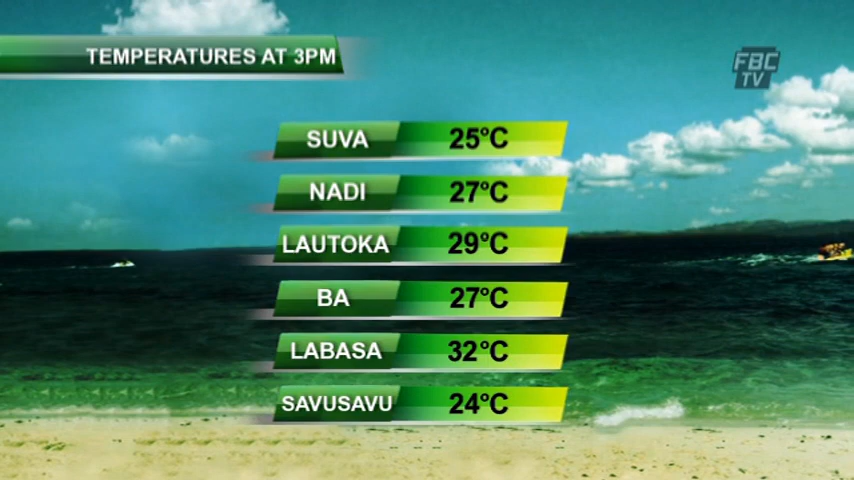 TEMPERATURES AT 3PM
FBC
TV
SUVA 25°C
NADI 27°C
LAUTOKA 29°C
BA 27°C
LABASA 32°C
SAVUSAVU 24°C